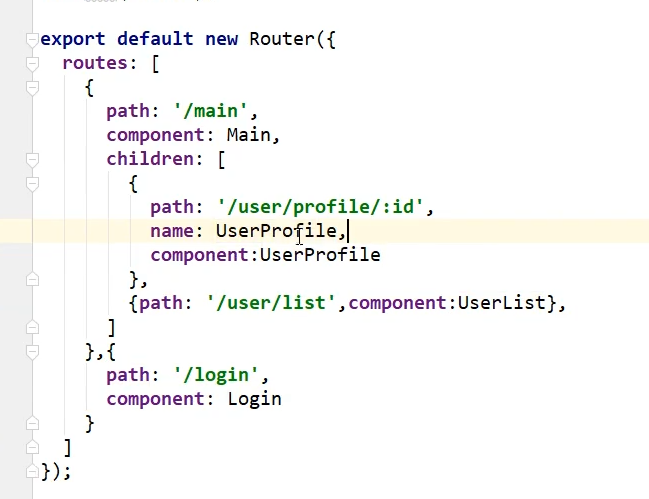 export default new Router({
  routes: [
    {
      path: '/main',
      component: Main,
      children: [
        {
          path: '/user/profile/:id',
          name: UserProfile,
          component:UserProfile
        },
        {path: '/user/list',component:UserList},
      ]
    },{
      path: '/login',
      component: Login
    }
  ]
});